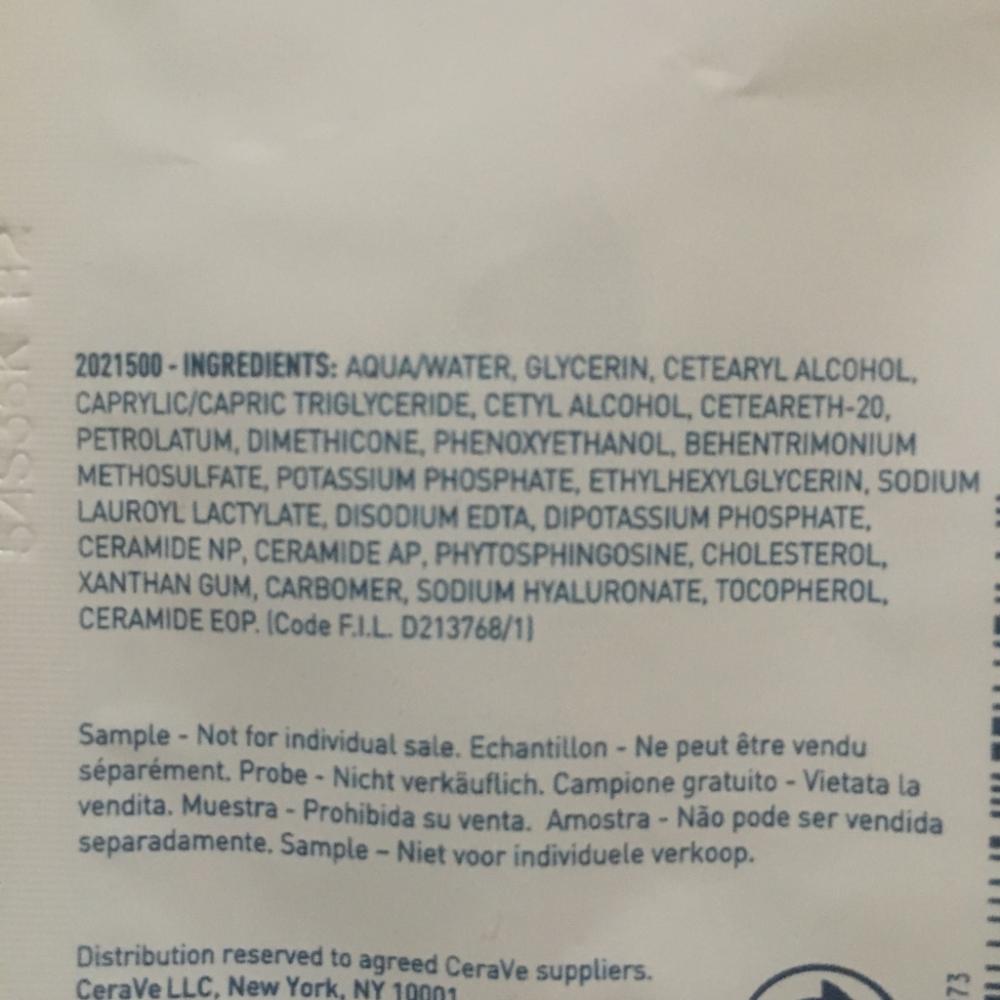 2021500 - INGREDIENTS: AQUA/WATER, GLYCERIN, CETEARYL ALCOHOL,
CAPRYLIC/CAPRIC TRIGLYCERIDE, CETYL ALCOHOL, CETEARETH-20,
PETROLATUM, DIMETHICONE, PHENOXYETHANOL, BEHENTRIMONIUM
METHOSULFATE, POTASSIUM PHOSPHATE, ETHYLHEXYLGLYCERIN, SODIUM
LAUROYL LACTYLATE, DISODIUM EDTA, DIPOTASSIUM PHOSPHATE,
CERAMIDE NP, CERAMIDE AP, PHYTOSPHINGOSINE, CHOLESTEROL,
XANTHAN GUM, CARBOMER, SODIUM HYALURONATE, TOCOPHEROL,
CERAMIDE EOP. (Code F.I.L. D213768/1)
Sample - Not for individual sale. Echantillon - Ne peut être vendu
séparément. Probe - Nicht verkäuflich. Campione gratuito - Vietata la
vendita. Muestra - Prohibida su venta. Amostra - Não pode ser vendida
separadamente. Sample – Niet voor individuele verkoop.
Distribution reserved to agreed CeraVe suppliers.
CeraVe LLC, New York, NY 10001
73